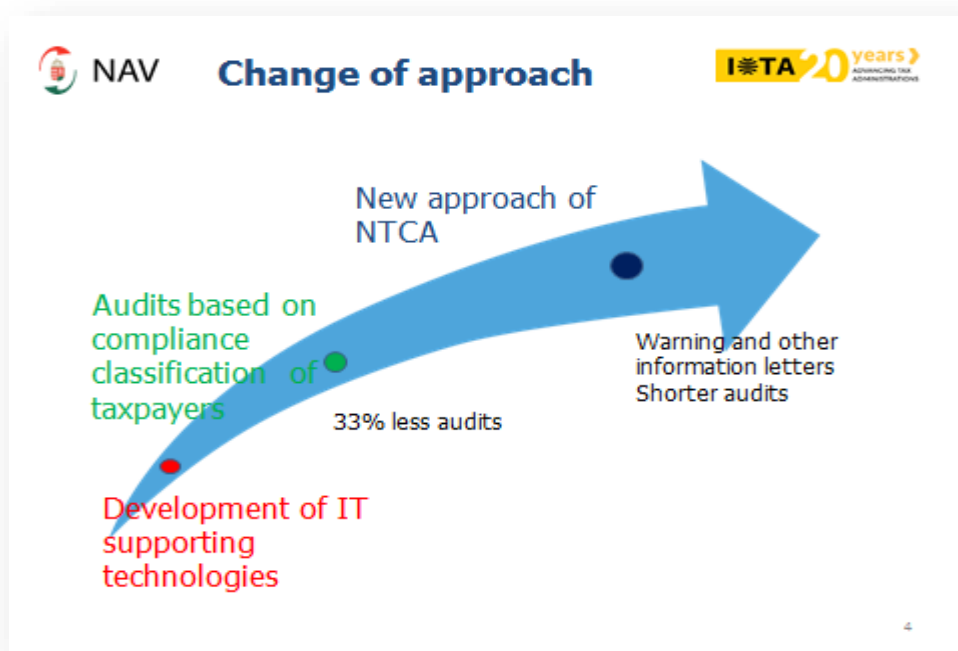 NAV
Change of approach
IOTA 20 years
ADVANCING TAX
ADMINISTRATIONS
New approach of
NTCA
Audits based on
compliance
classification of
taxpayers
Warning and other
information letters
Shorter audits
33% less audits
Development of IT
supporting
technologies
4